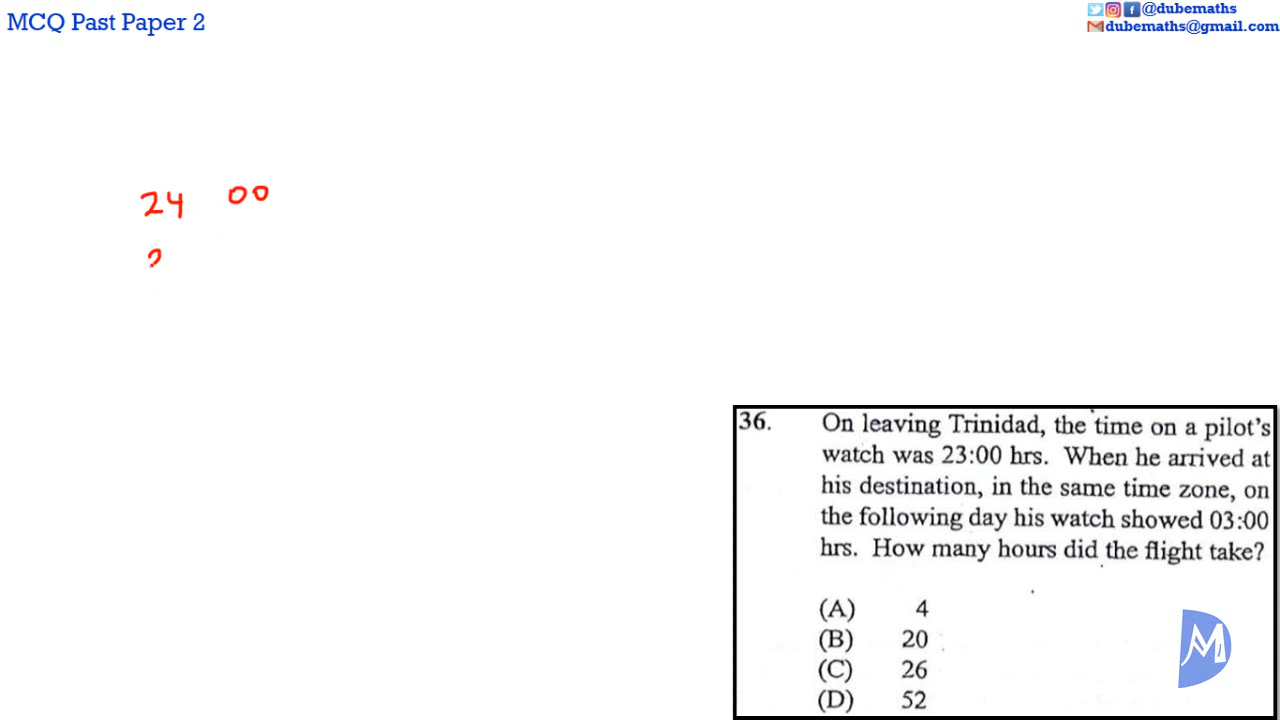 MCQ Past Paper 2
@dubemaths
dubemaths@gmail.com
24 00
2
36. On leaving Trinidad, the time on a pilot's
watch was 23:00 hrs. When he arrived at
his destination, in the same time zone, on
the following day his watch showed 03:00
hrs. How many hours did the flight take?
(A) 4
(B) 20
(C) 26
(D) 52
M